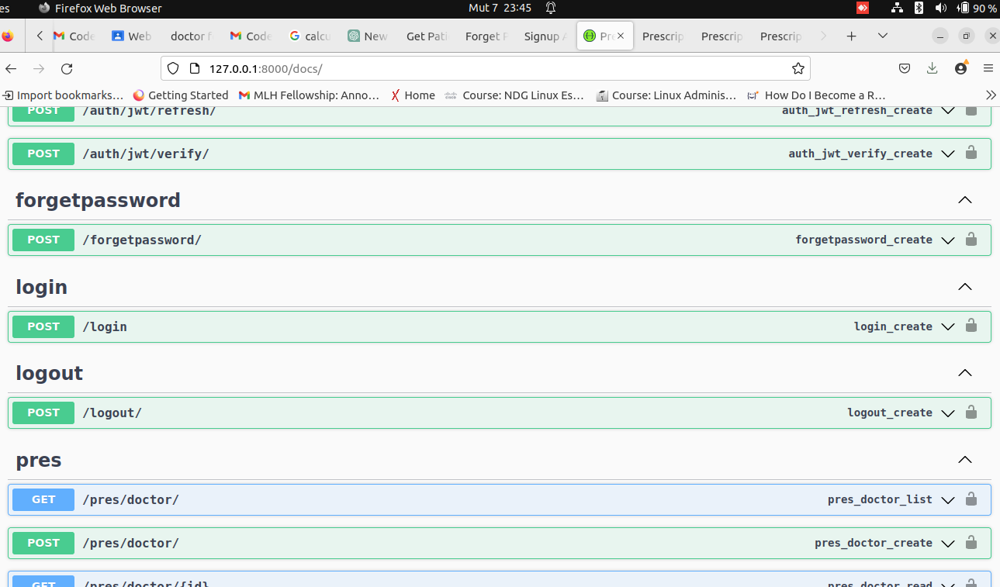 es Firefox Web Browser Mut 7 23:45 90 %
Code Web doctor f Code calcu New Get Pati Forget P Signup A Pre Prescrip Prescrip Prescrip
127.0.0.1:8000/docs/
Import bookmarks... Getting Started MLH Fellowship: Anno... Home Course: NDG Linux Es... Course: Linux Adminis... How Do I Become a R...
POST /auth/jwt/refresh/ auth_jwt_refresh_create
POST /auth/jwt/verify/ auth_jwt_verify_create
forgetpassword
POST /forgetpassword/ forgetpassword_create
login
POST /login login_create
logout
POST /logout/ logout_create
pres
GET /pres/doctor/ pres_doctor_list
POST /pres/doctor/ pres_doctor_create
GET /pres/doctor/{id} pres_doctor_read